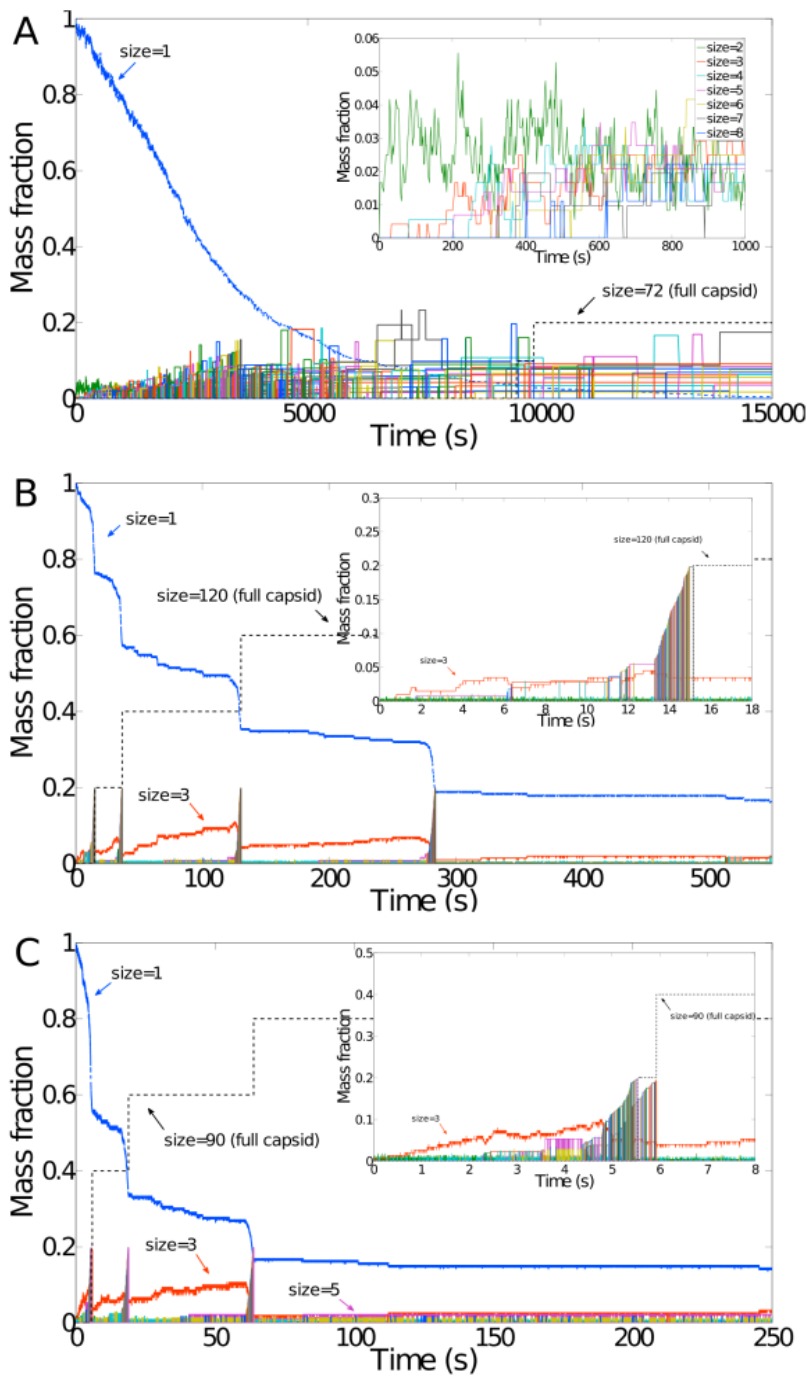 A
1
0.8
0.6
0.4
0.2
0
Mass fraction
size=1
0.06
0.05
0.04
0.03
0.02
0.01
0
Mass fraction
size=2
size=3
size=4
size=5
size=6
size=7
size=8
0 200 400 600 800 1000
Time (s)
size=72 (full capsid)
0 5000 10000 15000
Time (s)
B
1
0.8
0.6
0.4
0.2
0
Mass fraction
size=1
size=120 (full capsid)
size=3
0.3
0.25
0.2
0.15
0.1
0.05
0
Mass fraction
size=120 (full capsid)
size=3
0 2 4 6 8 10 12 14 16 18
Time (s)
0 100 200 300 400 500
Time (s)
C
1
0.8
0.6
0.4
0.2
0
Mass fraction
size=1
size=90 (full capsid)
size=3
size=5
0.5
0.4
0.3
0.2
0.1
0
Mass fraction
size=90 (full capsid)
size=3
0 1 2 3 4 5 6 7 8
Time (s)
0 50 100 150 200 250
Time (s)